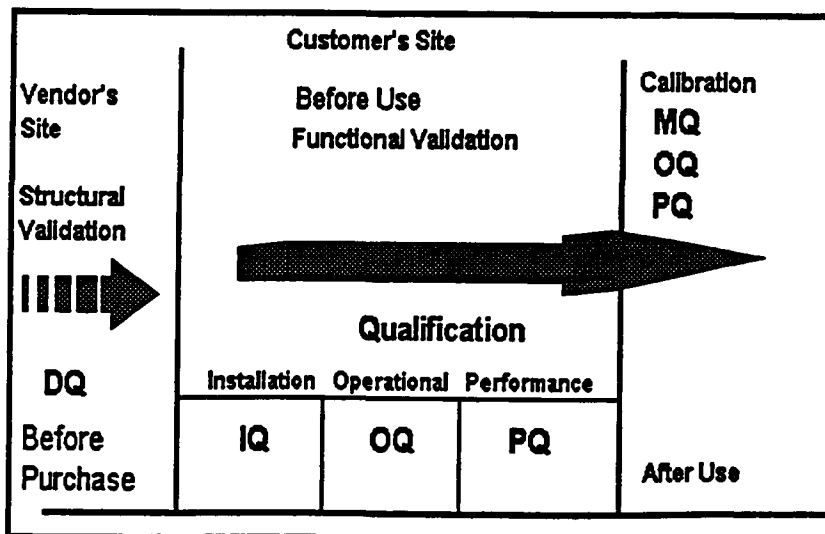 Vendor's
Site
Structural
Validation
DQ
Before
Purchase
Customer's Site
Before Use
Functional Validation
Qualification
Installation Operational Performance
IQ OQ PQ
Calibration
MQ
OQ
PQ
After Use